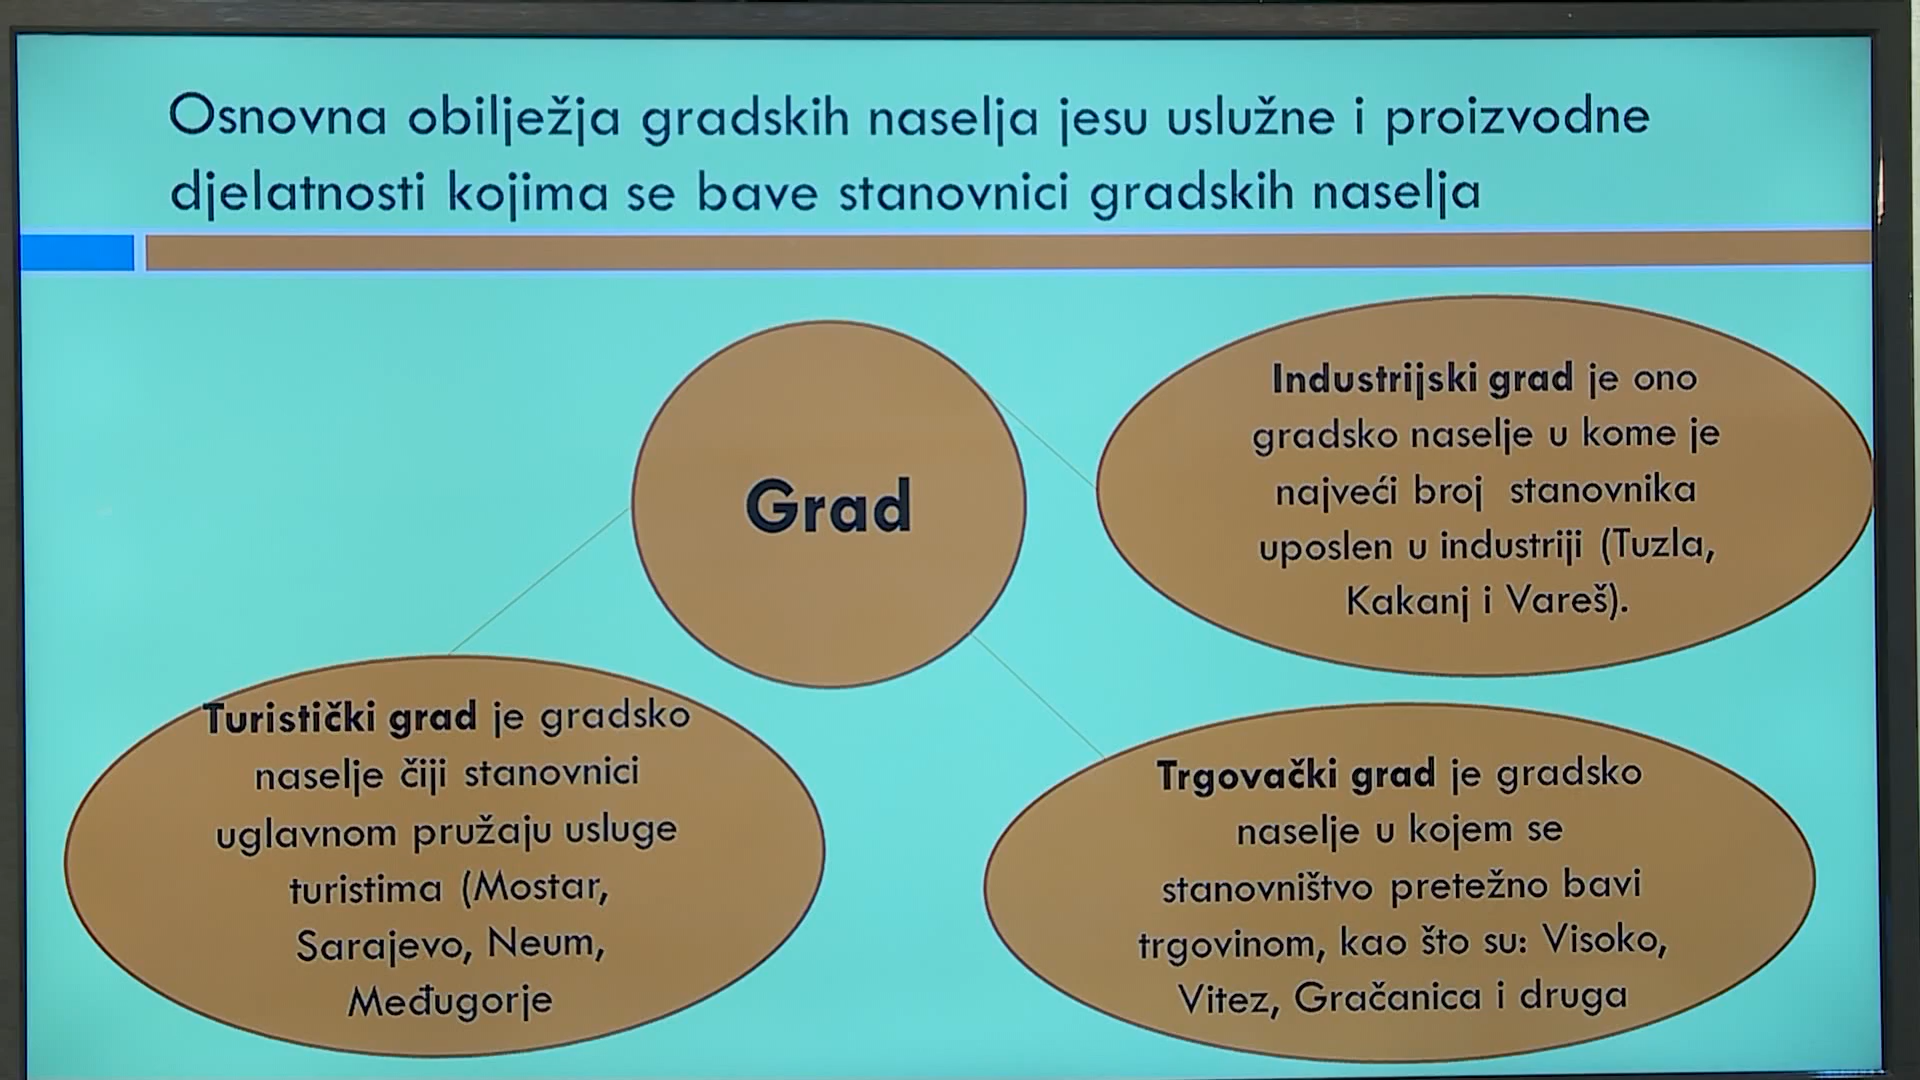 Osnovna obilježja gradskih naselja jesu uslužne i proizvodne
djelatnosti kojima se bave stanovnici gradskih naselja
Grad
Industrijski grad je ono
gradsko naselje u kome je
najveći broj stanovnika
uposlen u industriji (Tuzla,
Kakanj i Vareš).
Turistički grad je gradsko
naselje čiji stanovnici
uglavnom pružaju usluge
turistima (Mostar,
Sarajevo, Neum,
Međugorje
Trgovački grad je gradsko
naselje u kojem se
stanovništvo pretežno bavi
trgovinom, kao što su: Visoko,
Vitez, Gračanica i druga